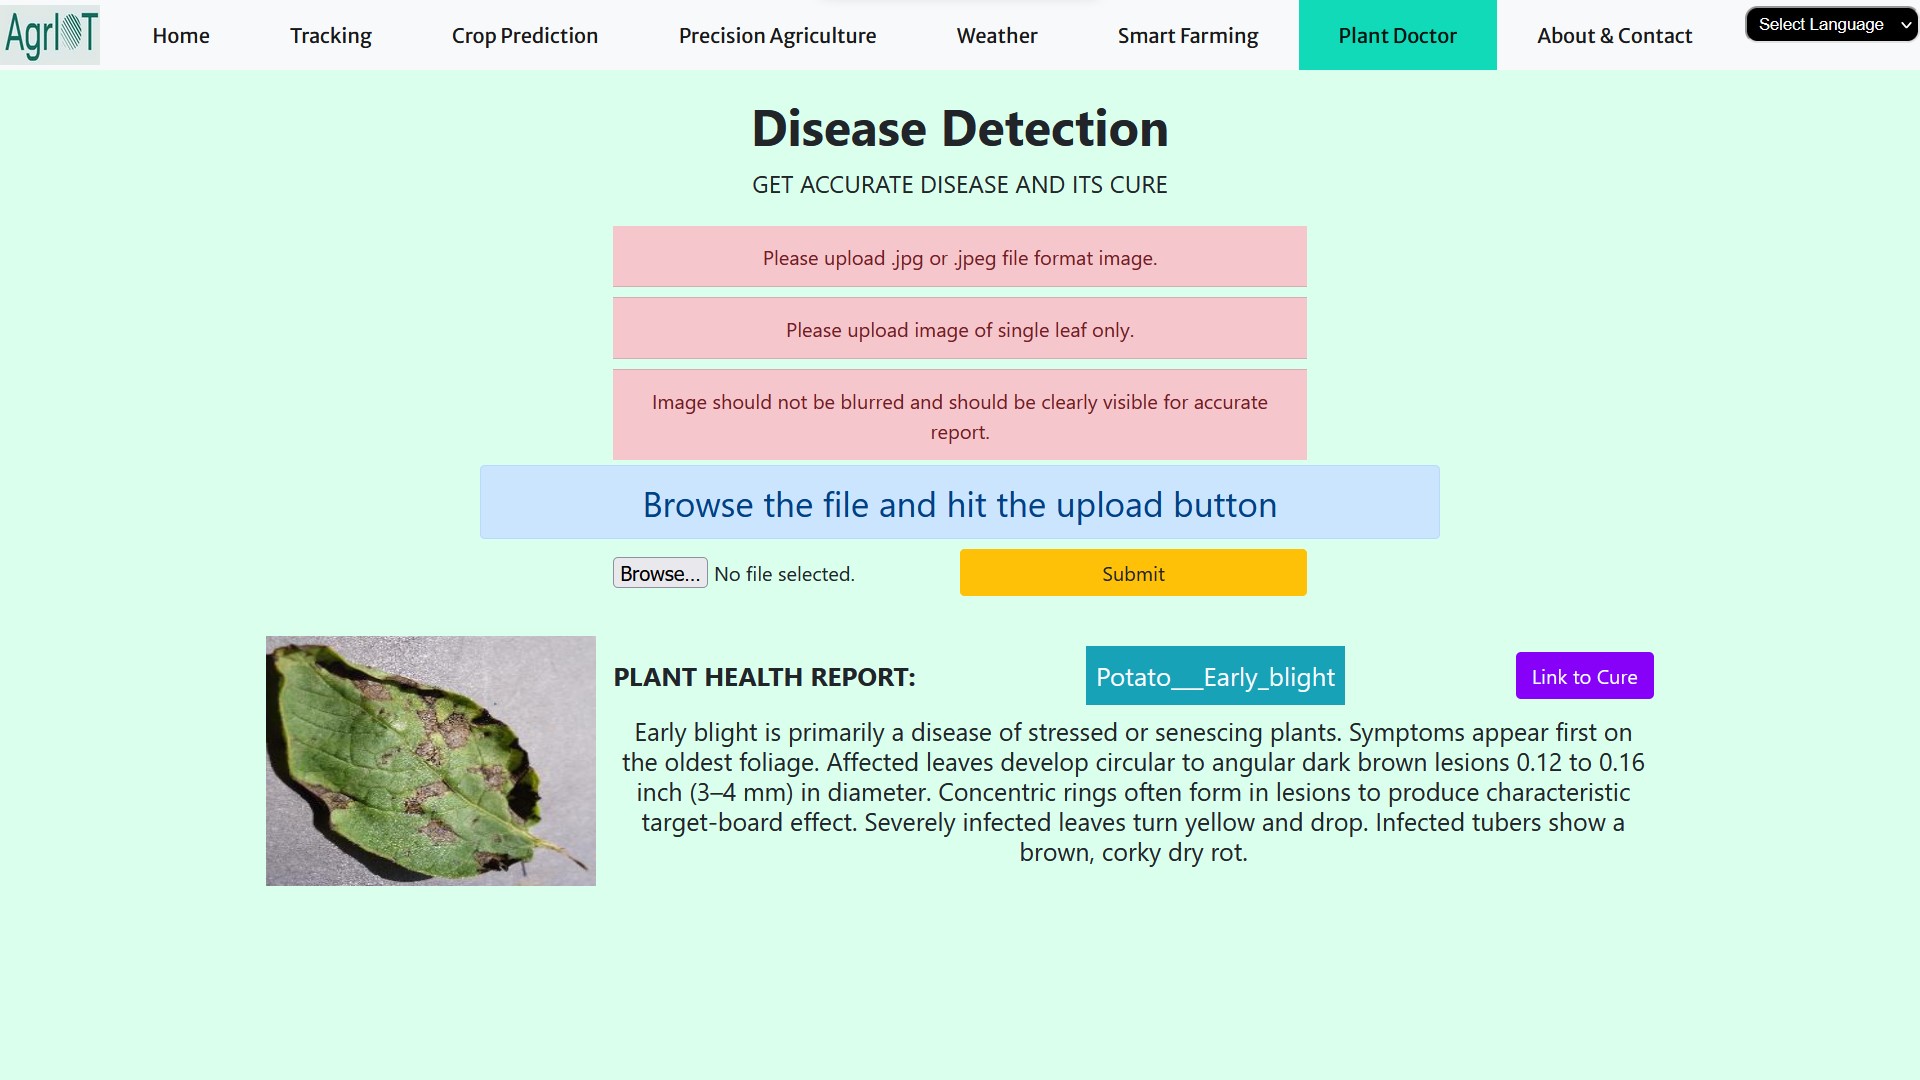 AgrIOT
Home
Tracking
Crop Prediction
Precision Agriculture
Weather
Smart Farming
Plant Doctor
About & Contact
Select Language
Disease Detection
GET ACCURATE DISEASE AND ITS CURE
Please upload .jpg or .jpeg file format image.
Please upload image of single leaf only.
Image should not be blurred and should be clearly visible for accurate
report.
Browse the file and hit the upload button
Browse... No file selected.
Submit
PLANT HEALTH REPORT:
Potato___Early_blight
Link to Cure
Early blight is primarily a disease of stressed or senescing plants. Symptoms appear first on
the oldest foliage. Affected leaves develop circular to angular dark brown lesions 0.12 to 0.16
inch (3–4 mm) in diameter. Concentric rings often form in lesions to produce characteristic
target-board effect. Severely infected leaves turn yellow and drop. Infected tubers show a
brown, corky dry rot.